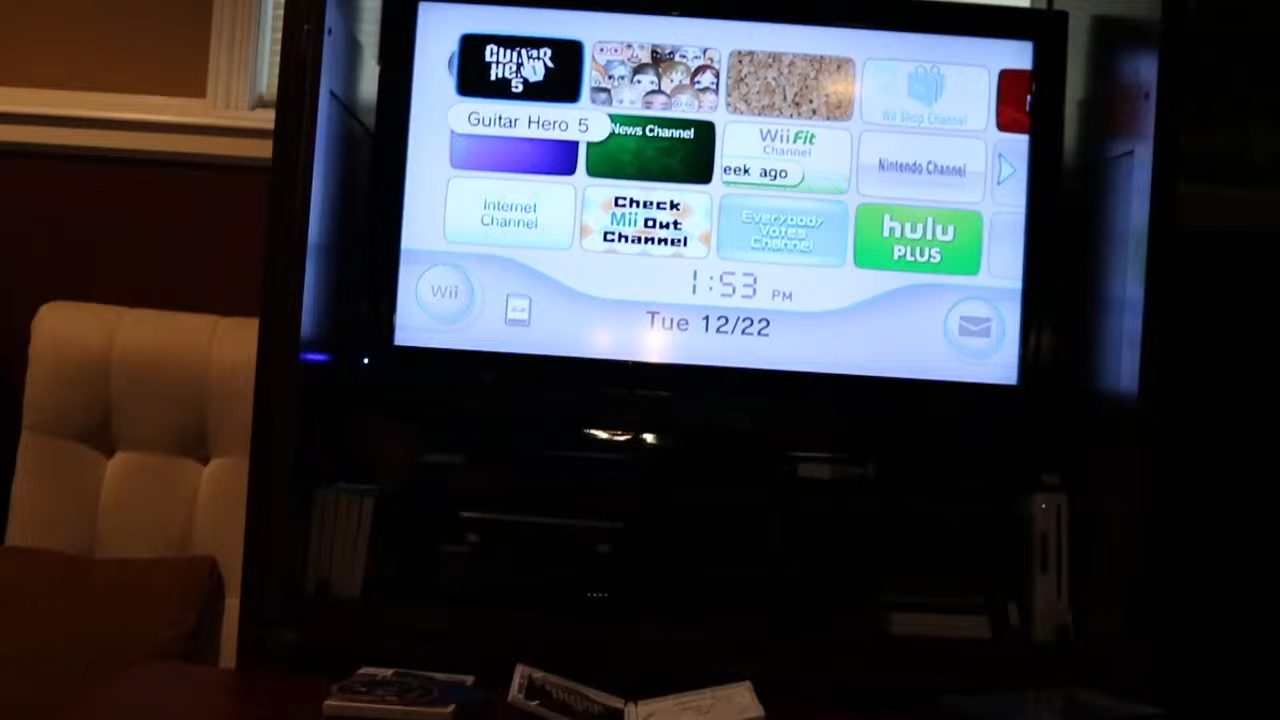 GUITAR
HERO
5
Wii Shop Channel
Guitar Hero 5
News Channel
Wii Fit
Channel
eek ago
Nintendo Channel
Internet
Channel
Check
Mii Out
Channel
Everybody
Votes
Channel
hulu
PLUS
1:53 PM
Wii
Tue 12/22